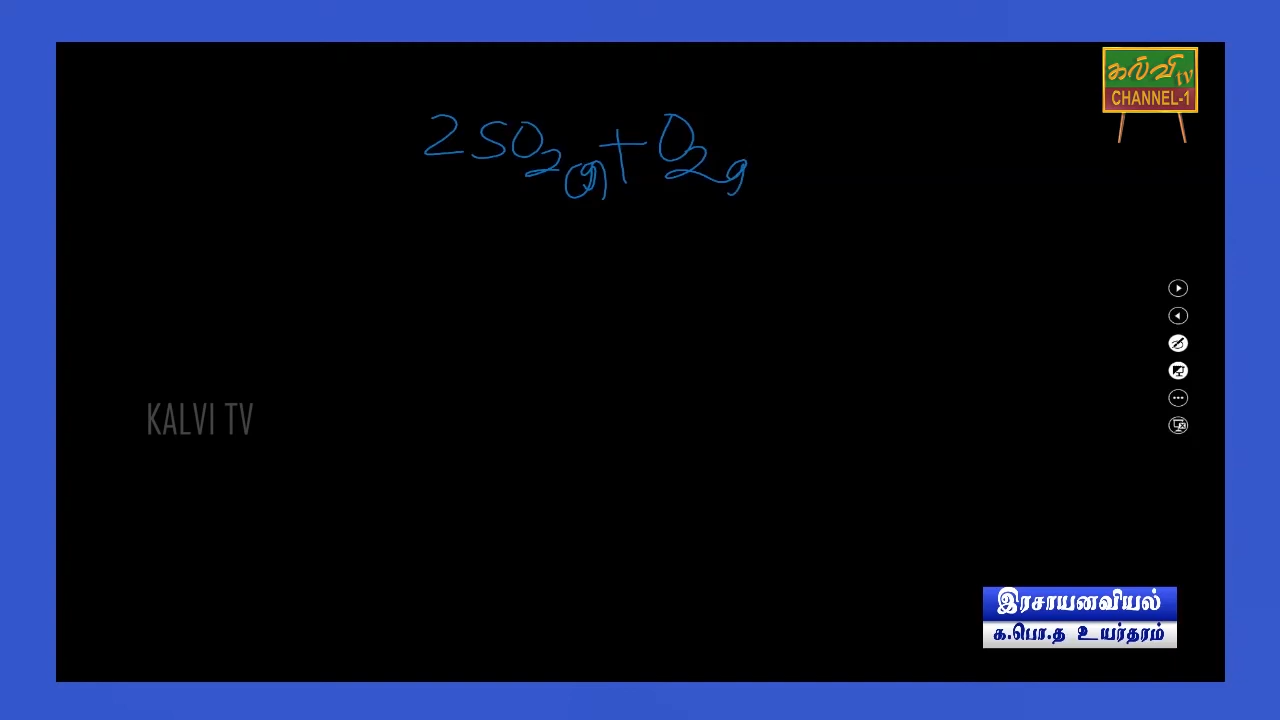 கல்வி tv
CHANNEL-1
2SO2(g) + O2g
KALVI TV
இரசாயனவியல்
க.பொ.த உயர்தரம்